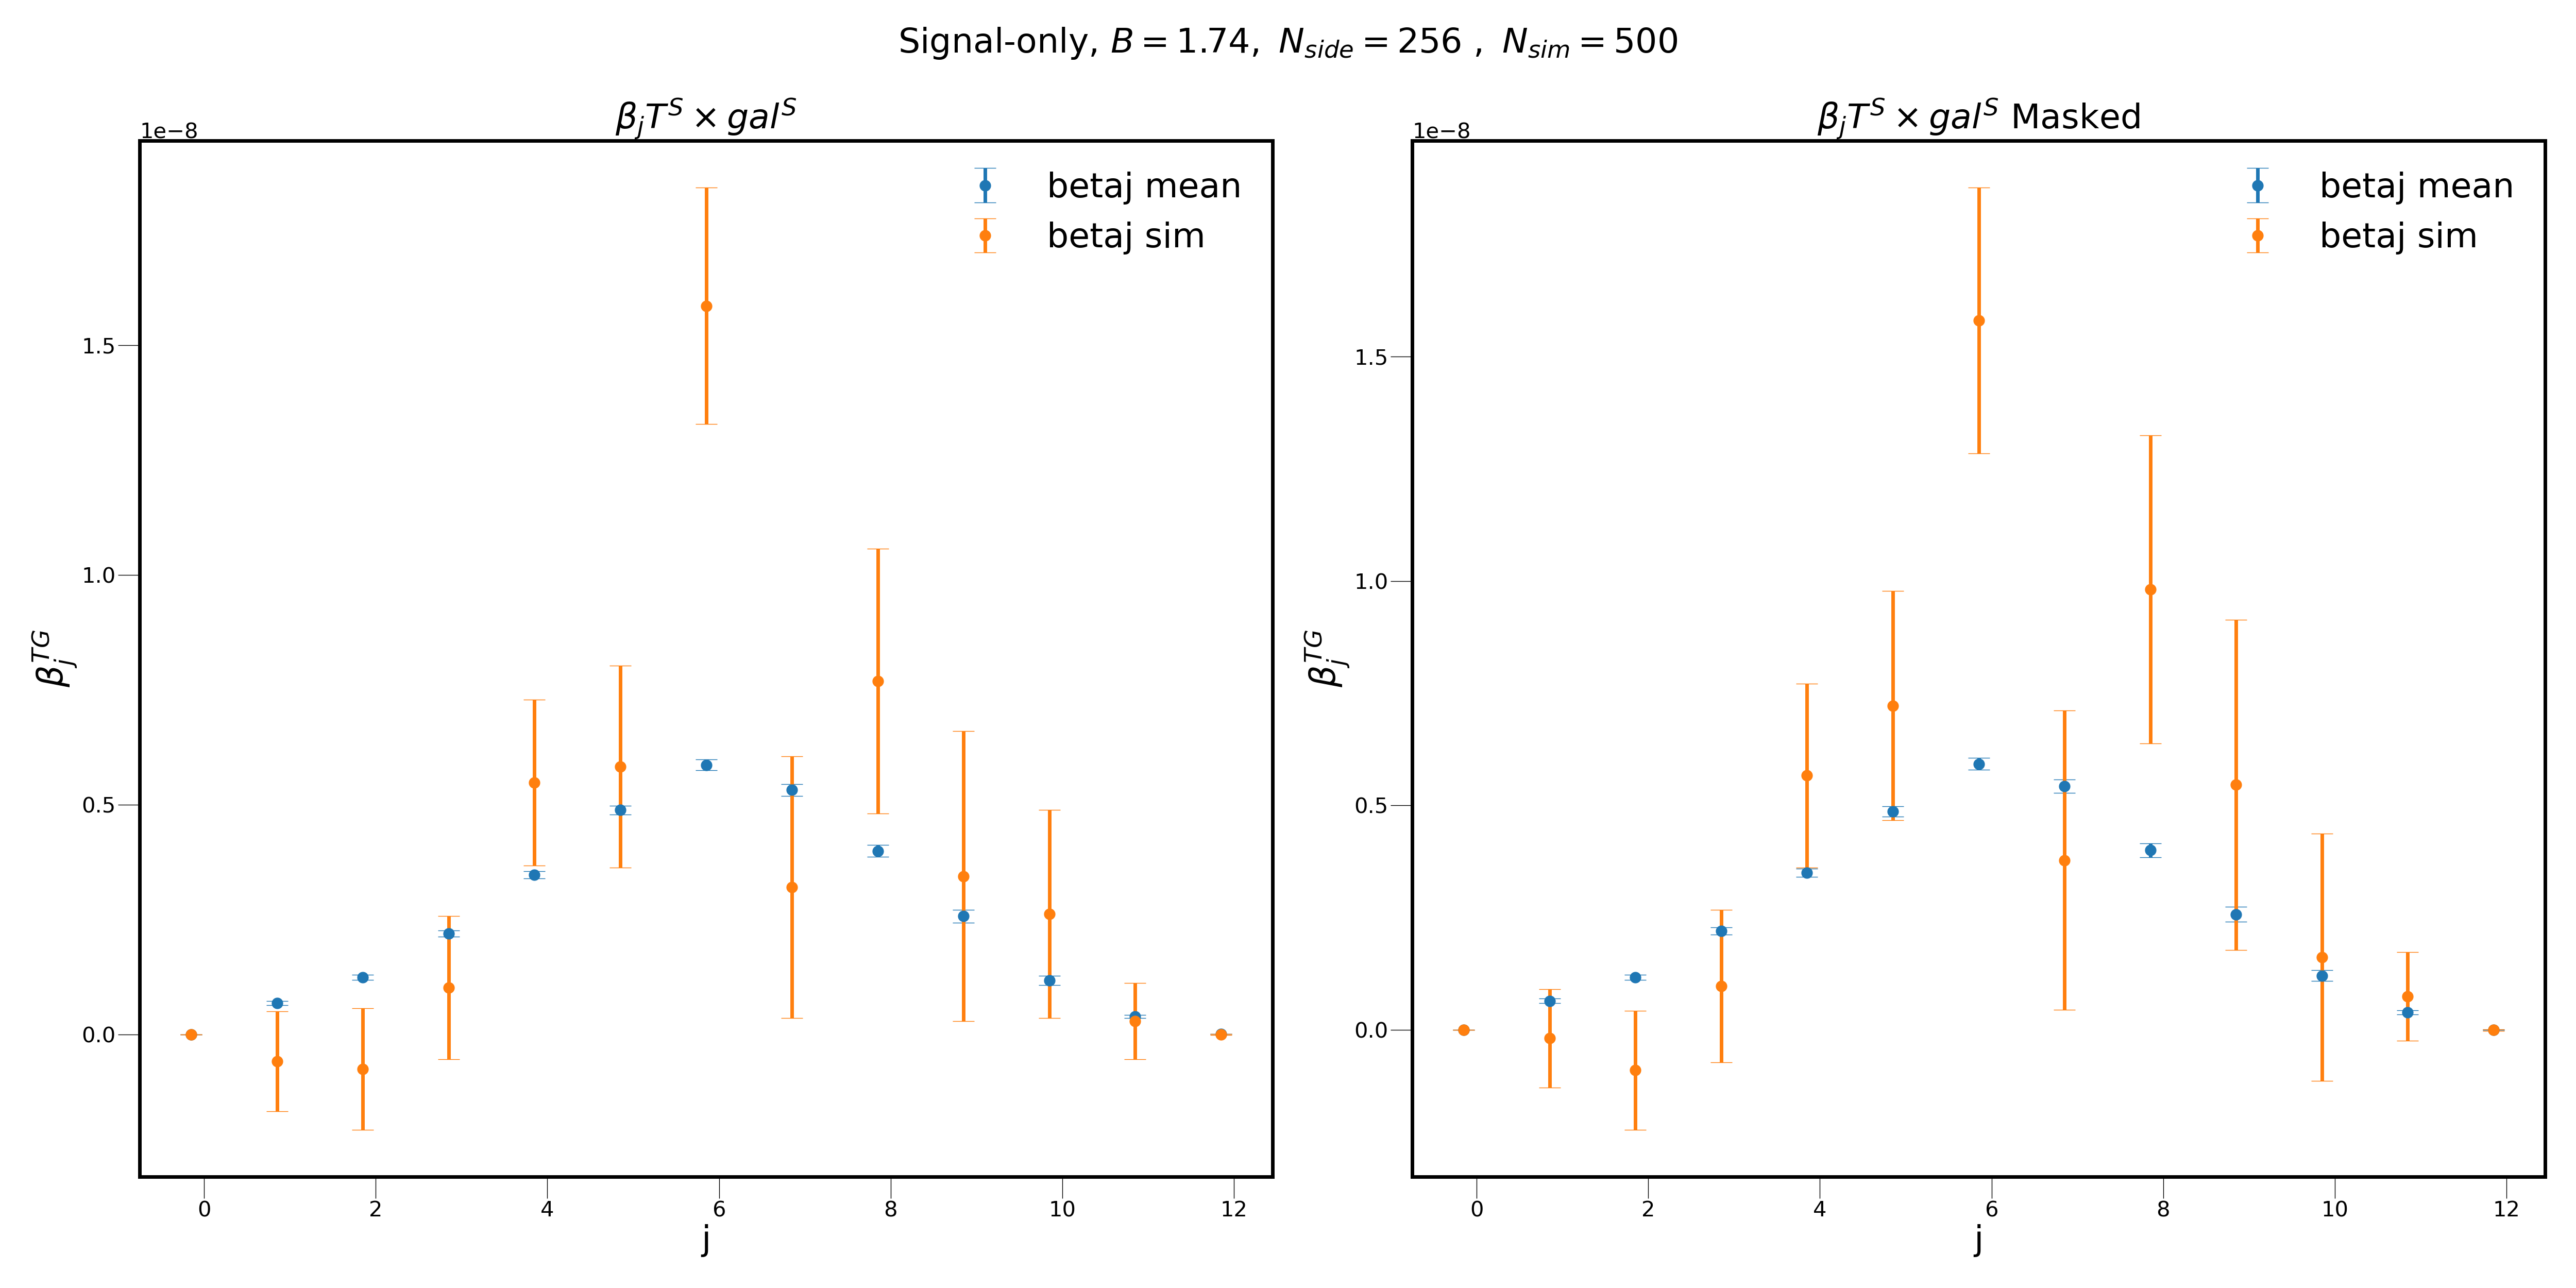 Signal-only, B = 1.74, N_side = 256 , N_sim = 500
β_j T^S × gal^S
1e−8
betaj mean
betaj sim
1.5
1.0
0.5
0.0
β_j^TG
0 2 4 6 8 10 12
j
β_j T^S × gal^S Masked
1e−8
betaj mean
betaj sim
1.5
1.0
0.5
0.0
β_j^TG
0 2 4 6 8 10 12
j